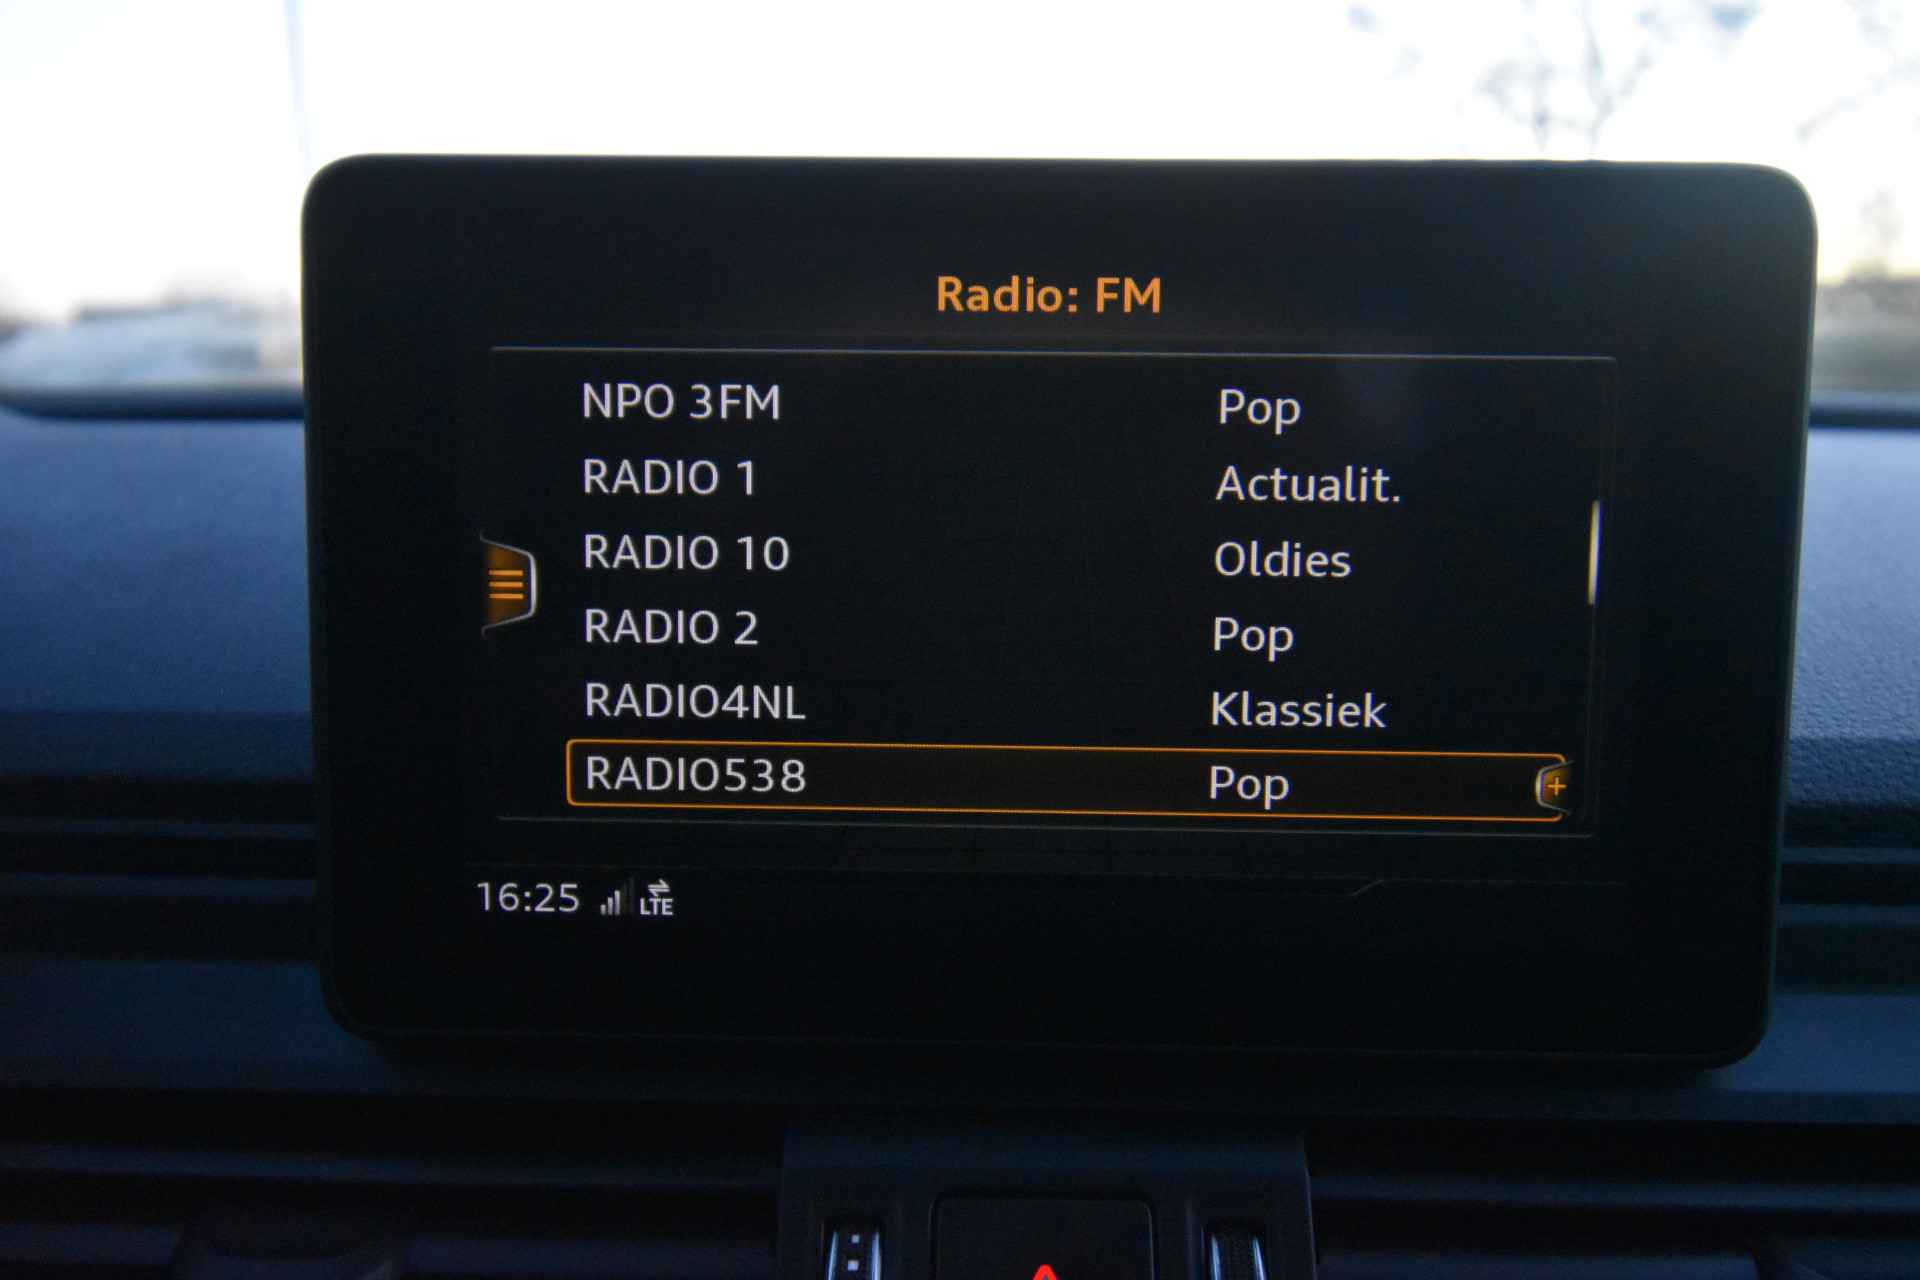 Radio: FM
NPO 3FM Pop
RADIO 1 Actualit.
RADIO 10 Oldies
RADIO 2 Pop
RADIO4NL Klassiek
RADIO538 Pop
16:25 LTE